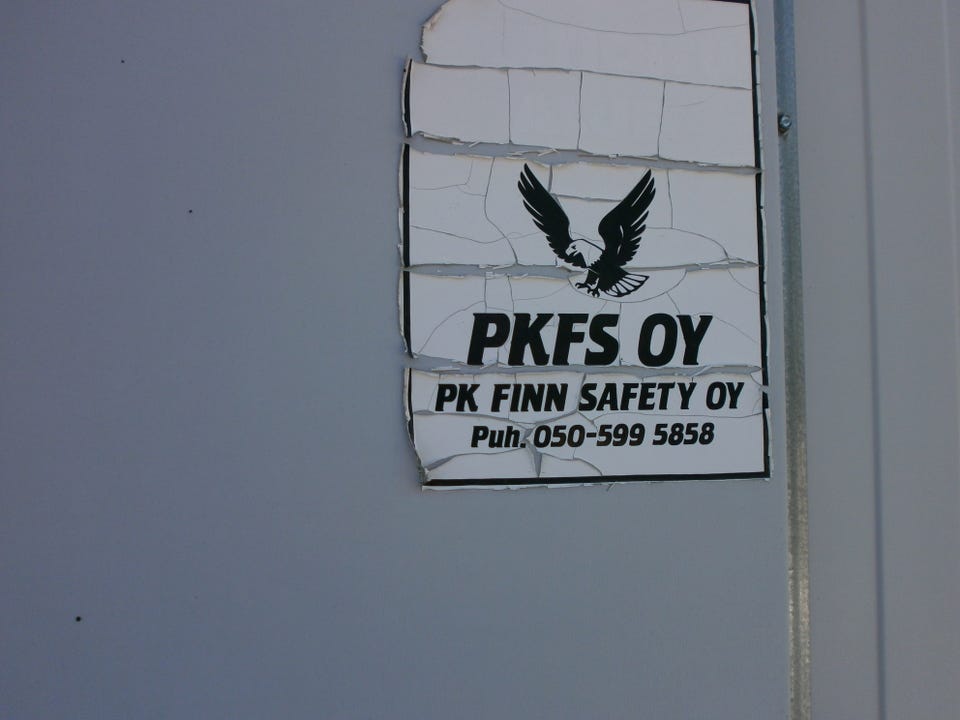 PKFS OY
PK FINN SAFETY OY
Puh. 050-599 5858